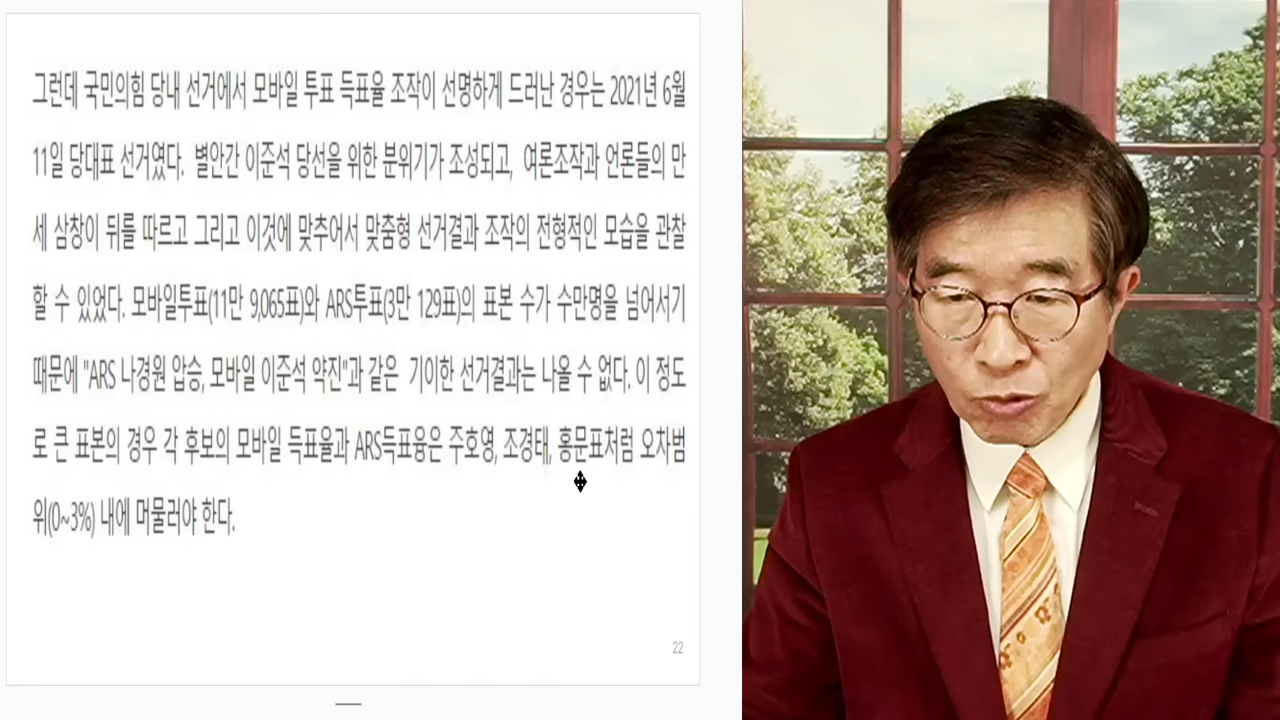 그런데 국민의힘 당내 선거에서 모바일 투표 득표율 조작이 선명하게 드러난 경우는 2021년 6월
11일 당대표 선거였다. 별안간 이준석 당선을 위한 분위기가 조성되고, 여론조작과 언론들의 만
세 삼창이 뒤를 따르고 그리고 이것에 맞추어서 맞춤형 선거결과 조작의 전형적인 모습을 관찰
할 수 있었다. 모바일투표(11만 9,065표)와 ARS투표(3만 129표)의 표본 수가 수만명을 넘어서기
때문에 "ARS 나경원 압승, 모바일 이준석 약진"과 같은 기이한 선거결과는 나올 수 없다. 이 정도
로 큰 표본의 경우 각 후보의 모바일 득표율과 ARS득표융은 주호영, 조경태, 홍문표처럼 오차범
위(0~3%) 내에 머물러야 한다.
22